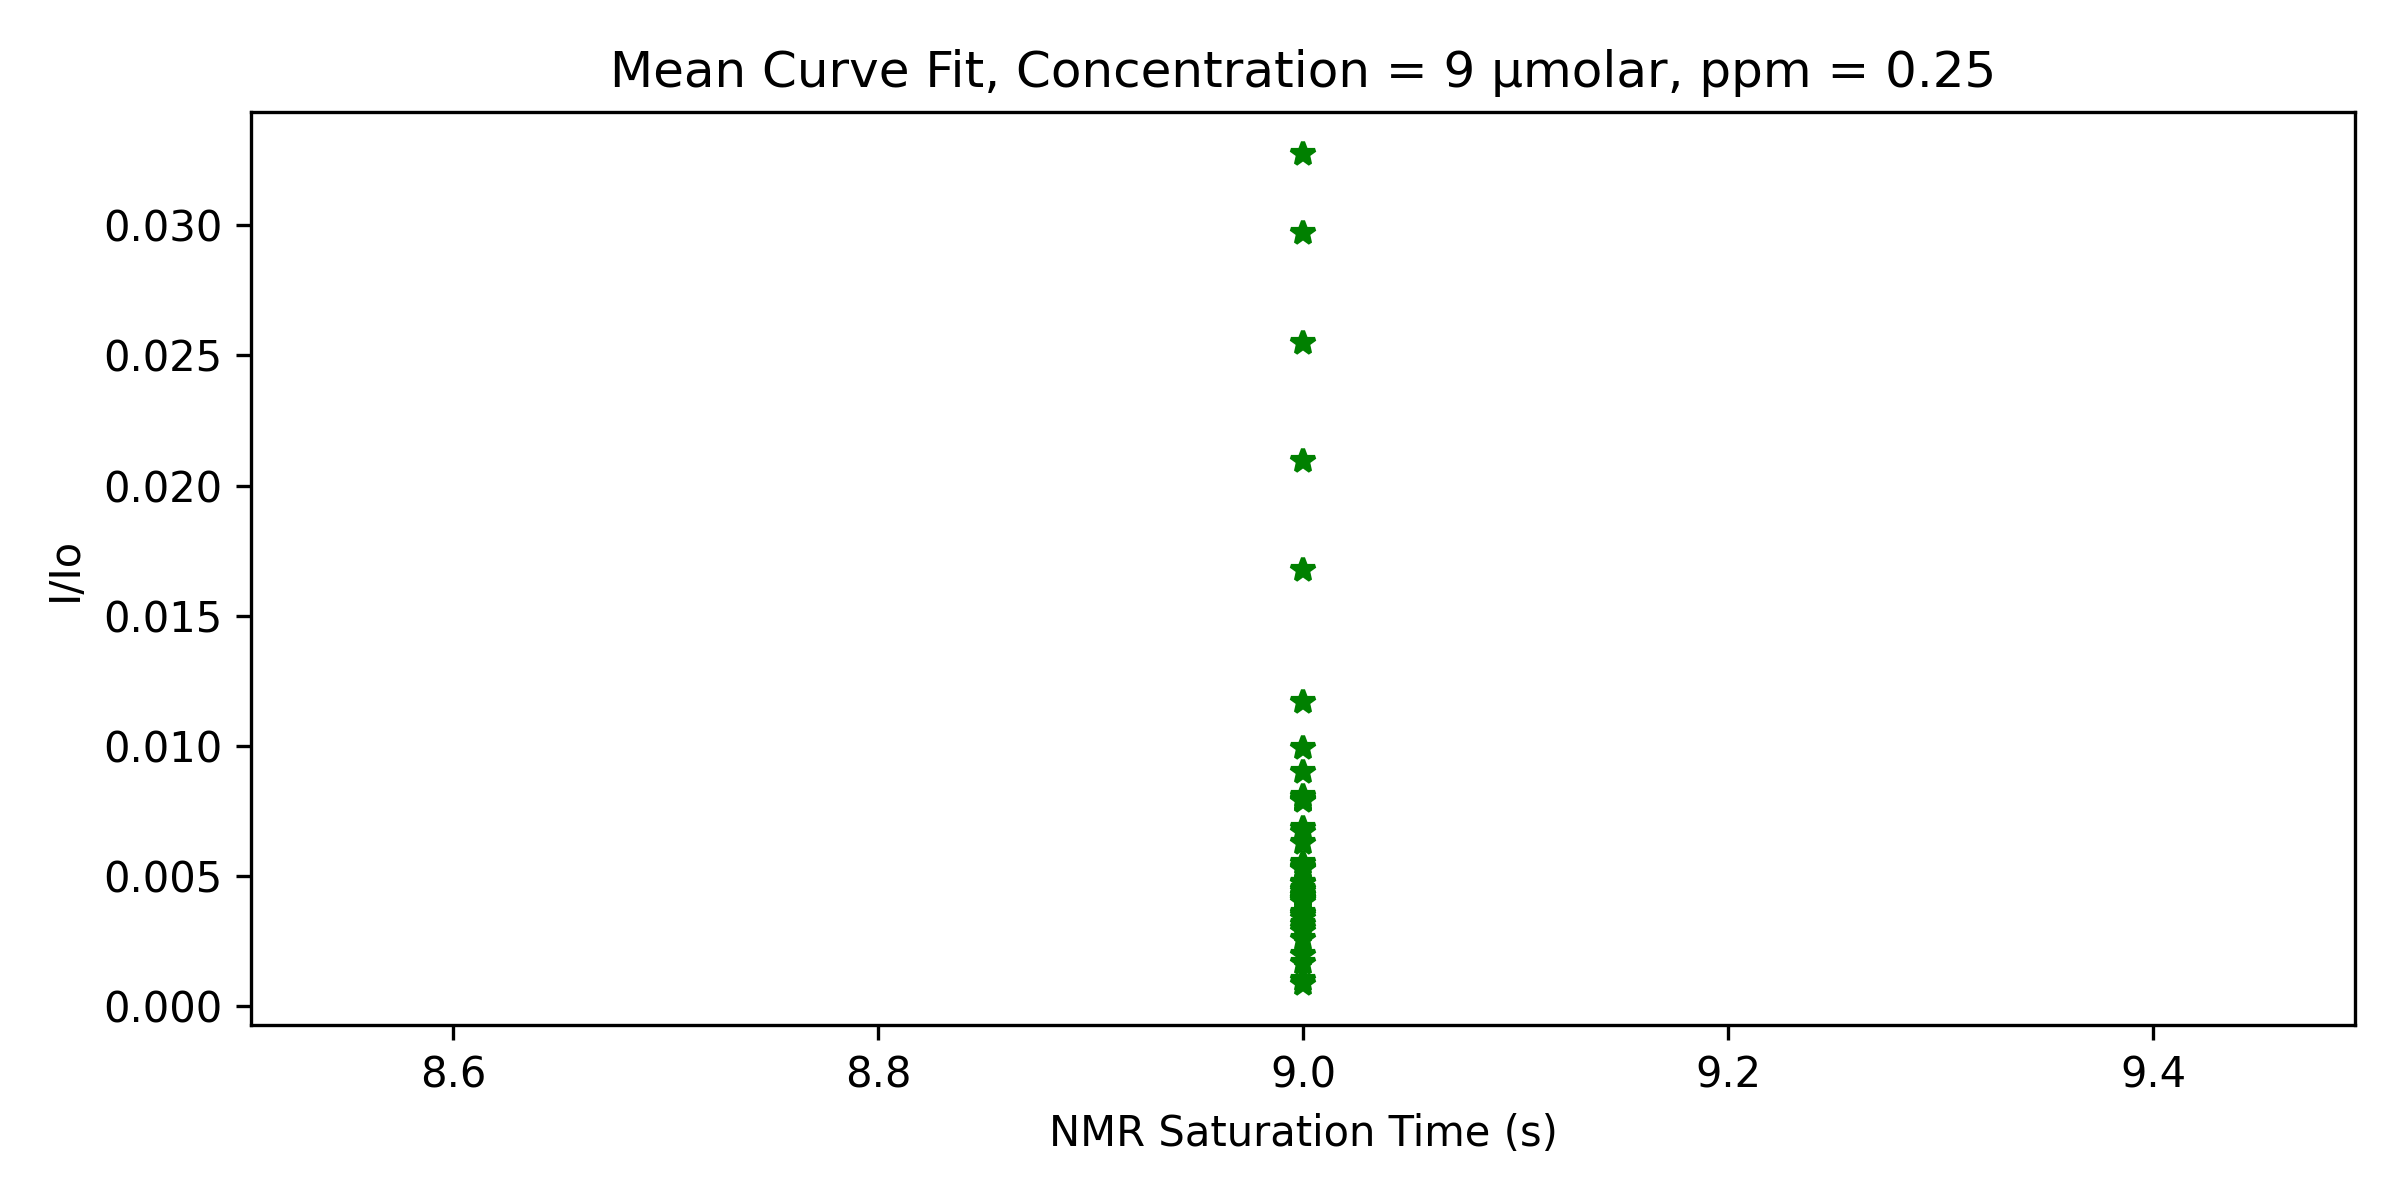 Mean Curve Fit, Concentration = 9 μmolar, ppm = 0.25
0.030
0.025
0.020
0.015
0.010
0.005
0.000
I/Io
8.6 8.8 9.0 9.2 9.4
NMR Saturation Time (s)